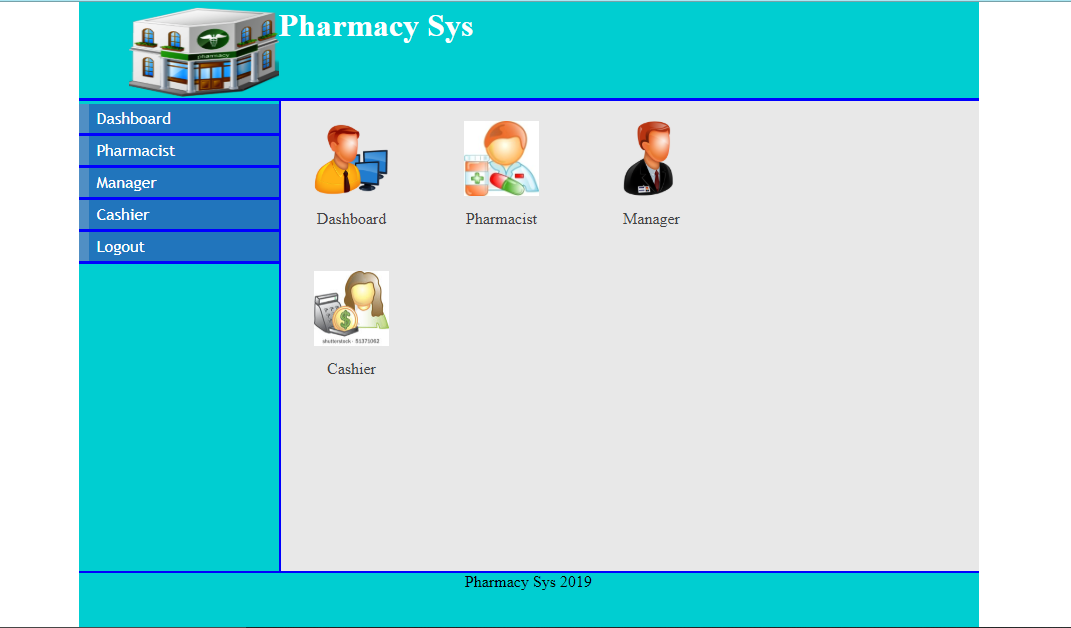 Pharmacy Sys
pharmacy
Dashboard
Pharmacist
Manager
Cashier
Logout
Dashboard
Pharmacist
Manager
shutterstock · 51371062
Cashier
Pharmacy Sys 2019